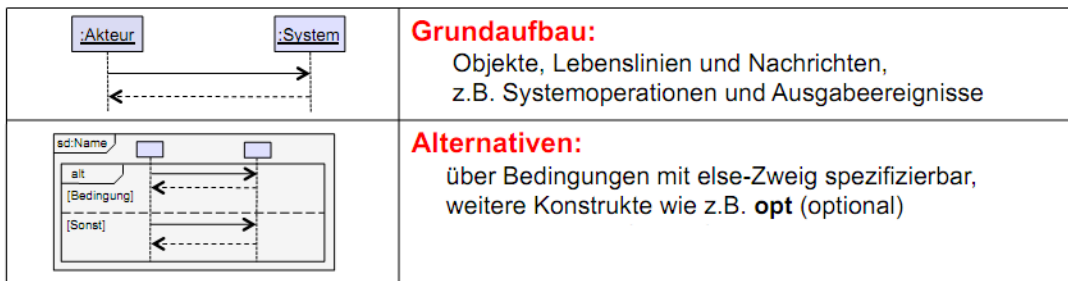 :Akteur
:System
Grundaufbau:
Objekte, Lebenslinien und Nachrichten,
z.B. Systemoperationen und Ausgabeereignisse
sd:Name
alt
[Bedingung]
[Sonst]
Alternativen:
über Bedingungen mit else-Zweig spezifizierbar,
weitere Konstrukte wie z.B. opt (optional)